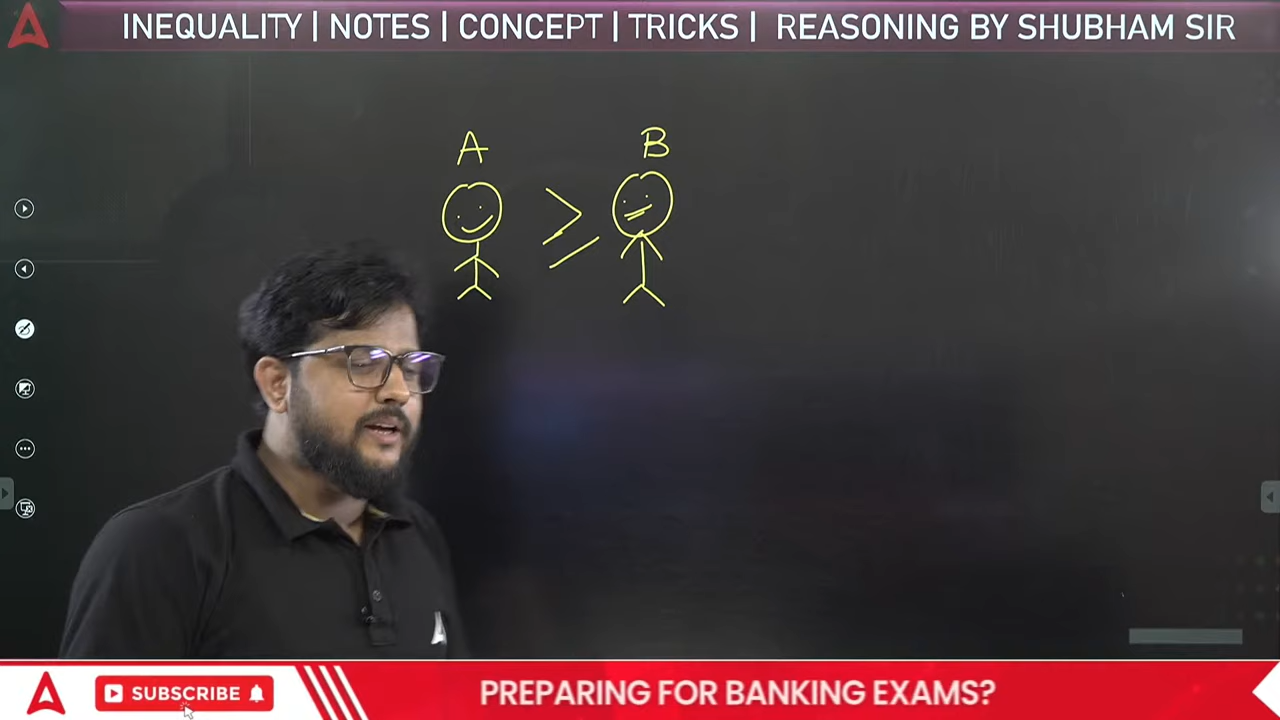 INEQUALITY | NOTES | CONCEPT | TRICKS | REASONING BY SHUBHAM SIR
A ≥ B
SUBSCRIBE
PREPARING FOR BANKING EXAMS?